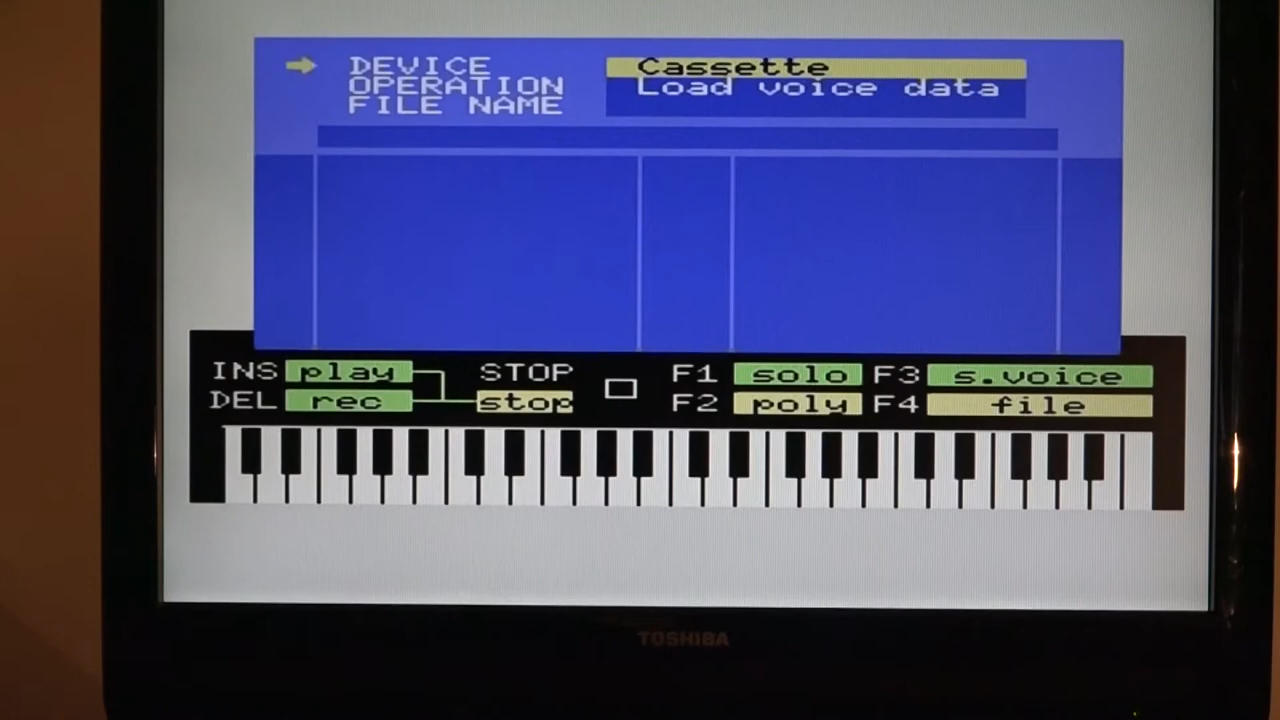 DEVICE Cassette
OPERATION Load voice data
FILE NAME
INS play STOP F1 solo F3 s.voice
DEL rec stop F2 poly F4 file
TOSHIBA